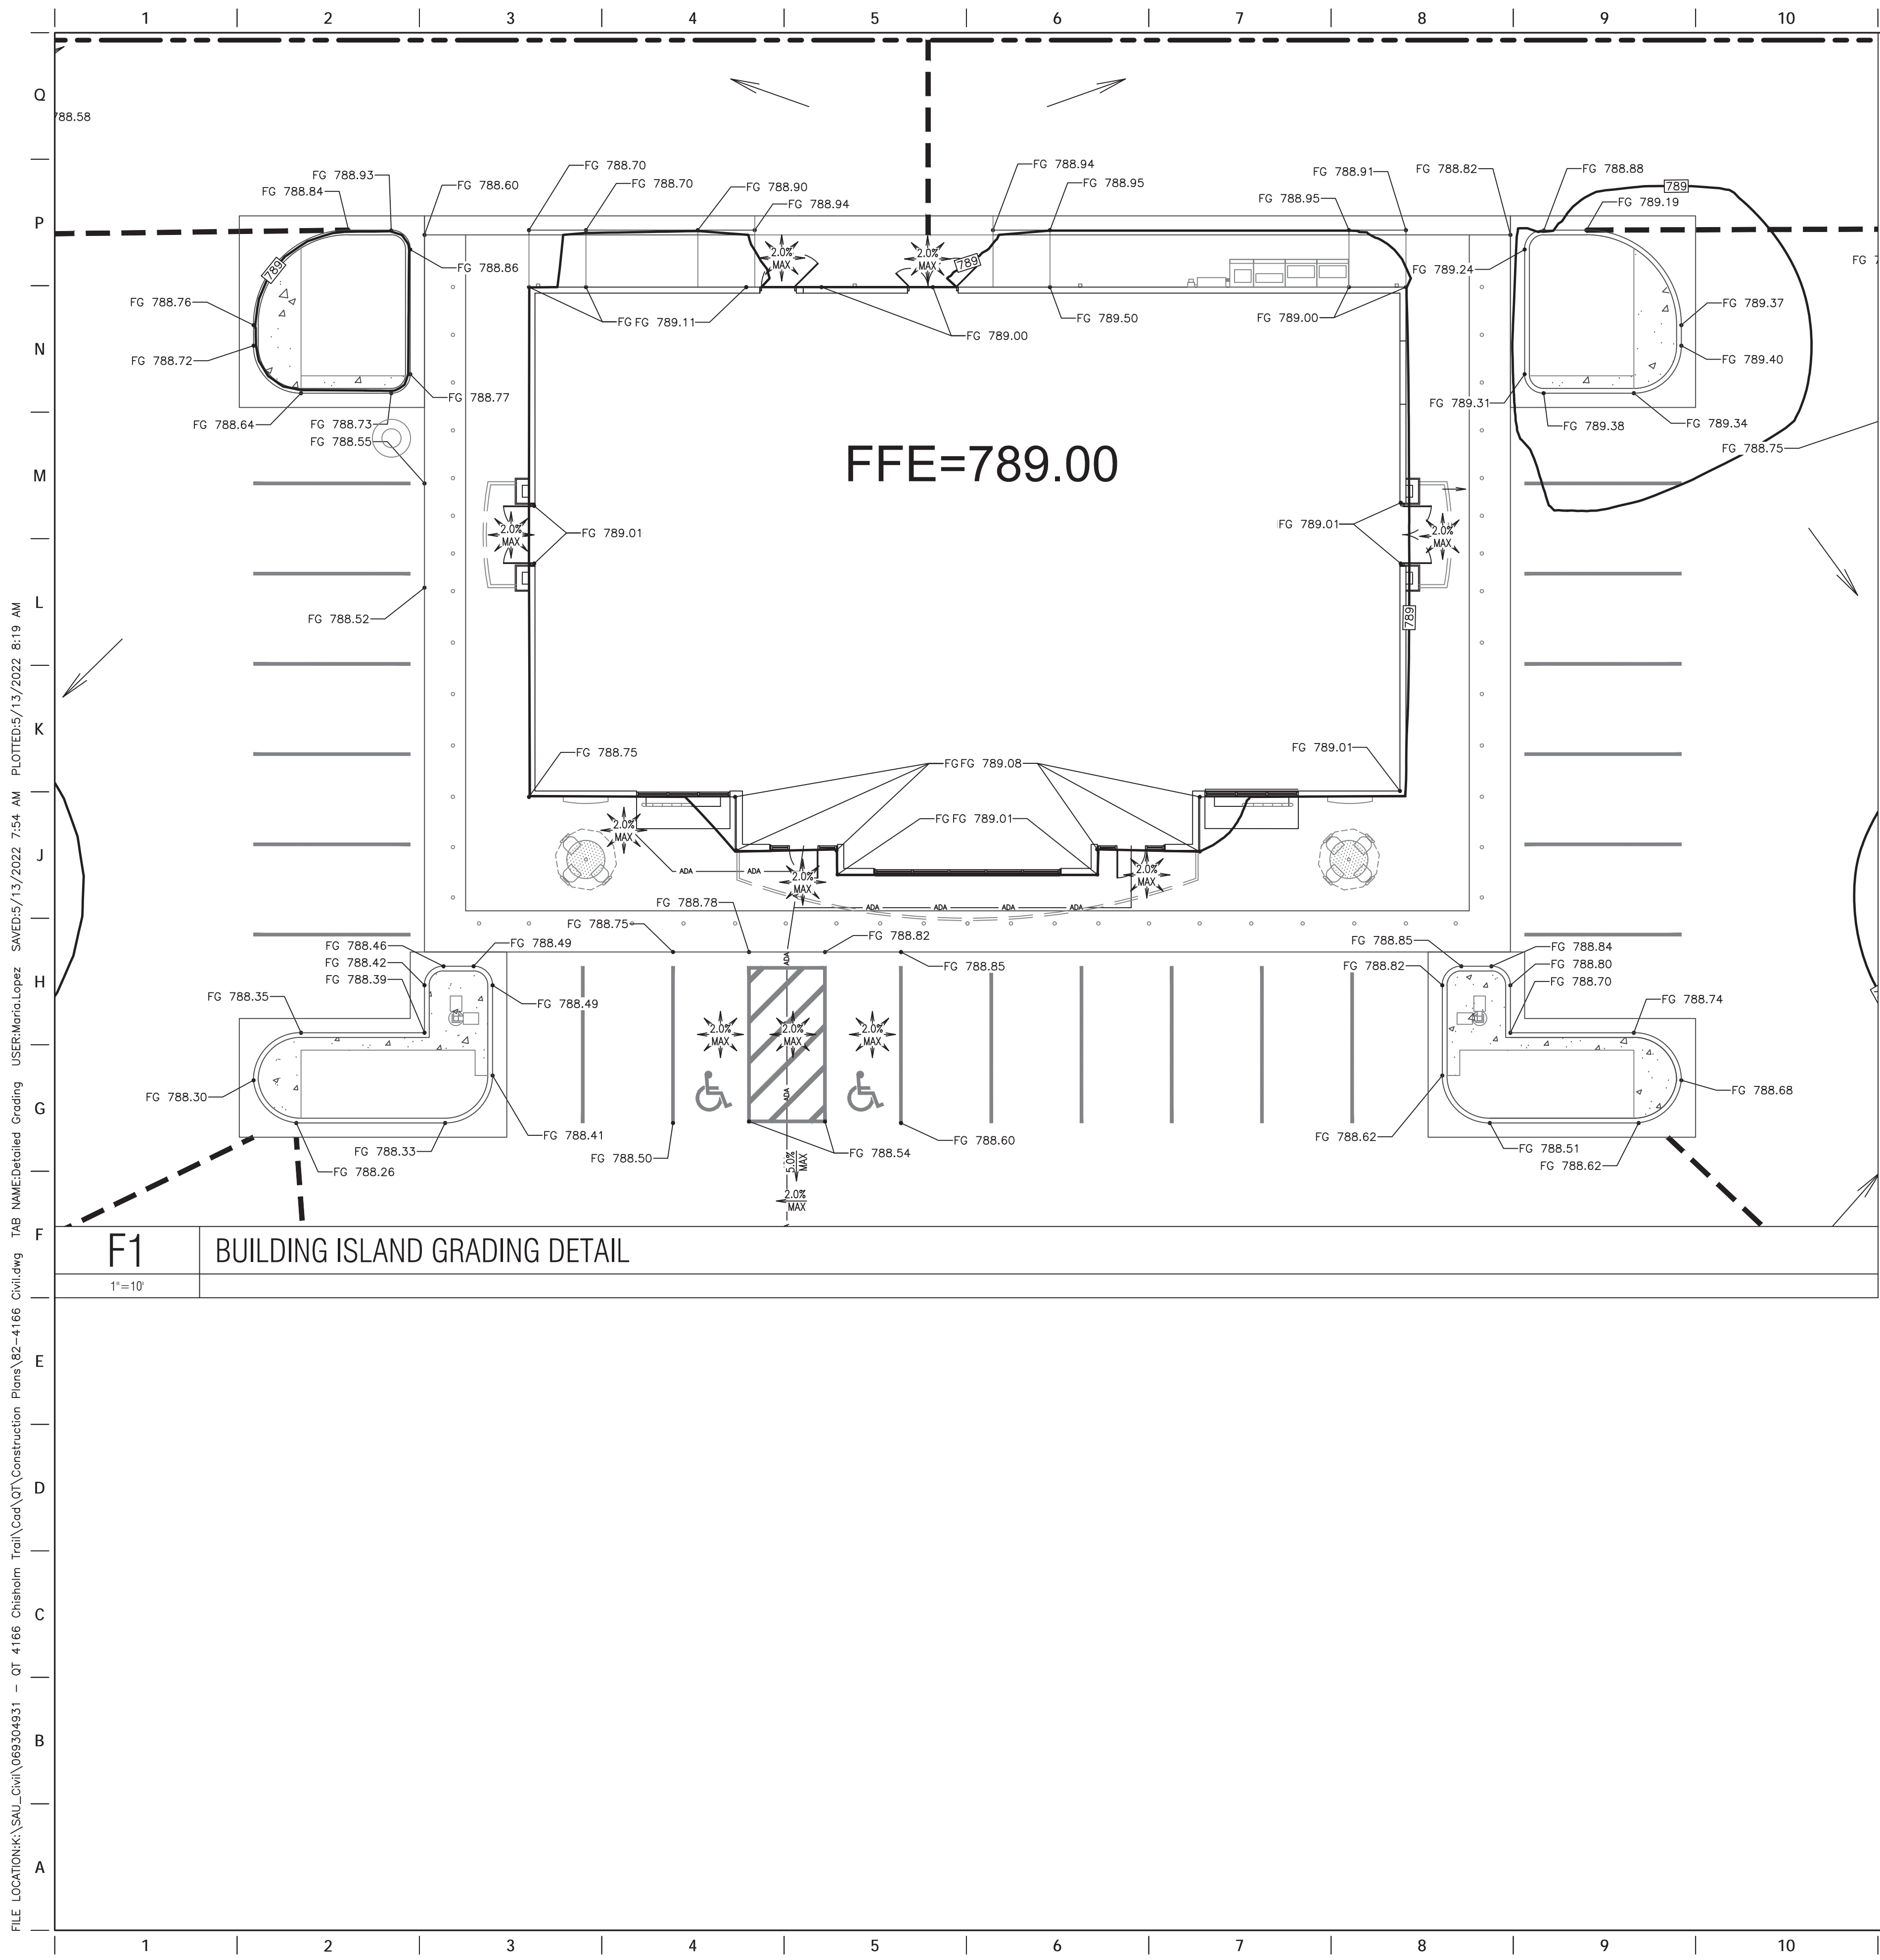 1 2 3 4 5 6 7 8 9 10
Q
788.58
P
FG 788.93
FG 788.84
FG 788.60
FG 788.70
FG 788.70
FG 788.90
FG 788.94
FG 788.94
FG 788.95
FG 788.91
FG 788.95
FG 788.82
FG 788.88
789
FG 789.19
789
FG 788.86
2.0%
MAX
2.0%
MAX
789
FG 789.24
FG 788.76
FG FG 789.11
FG 789.00
FG 789.50
FG 789.00
FG 789.37
N
FG 788.72
FG 789.40
FG 788.77
FG 789.31
FG 788.64
FG 788.73
FG 788.55
FG 789.38
FG 789.34
FG 788.75
FFE=789.00
M
2.0%
MAX
FG 789.01
FG 789.01
2.0%
MAX
L
FG 788.52
789
K
FG 788.75
FG FG 789.08
FG 789.01
2.0%
MAX
FG FG 789.01
J
ADA ADA
2.0%
MAX
2.0%
MAX
ADA ADA ADA ADA
FG 788.78
FG 788.75
FG 788.82
FG 788.46
FG 788.49
FG 788.42
FG 788.39
ADA
FG 788.85
FG 788.85
FG 788.84
FG 788.82
FG 788.80
FG 788.70
H
FG 788.35
FG 788.49
FG 788.74
2.0%
MAX
2.0%
MAX
2.0%
MAX
G
FG 788.30
ADA
FG 788.68
FG 788.41
FG 788.33
FG 788.26
FG 788.50
FG 788.54
FG 788.60
FG 788.62
FG 788.51
FG 788.62
5.0%
MAX
2.0%
MAX
F
F1 BUILDING ISLAND GRADING DETAIL
1"=10'
E
D
C
B
A
1 2 3 4 5 6 7 8 9 10
FILE LOCATION:K:\SAU_Civil\069304931 - QT 4166 Chisholm Trail\Cad\QT\Construction Plans\82-4166 Civil.dwg TAB NAME:Detailed Grading USER:Maria.Lopez SAVED:5/13/2022 7:54 AM PLOTTED:5/13/2022 8:19 AM